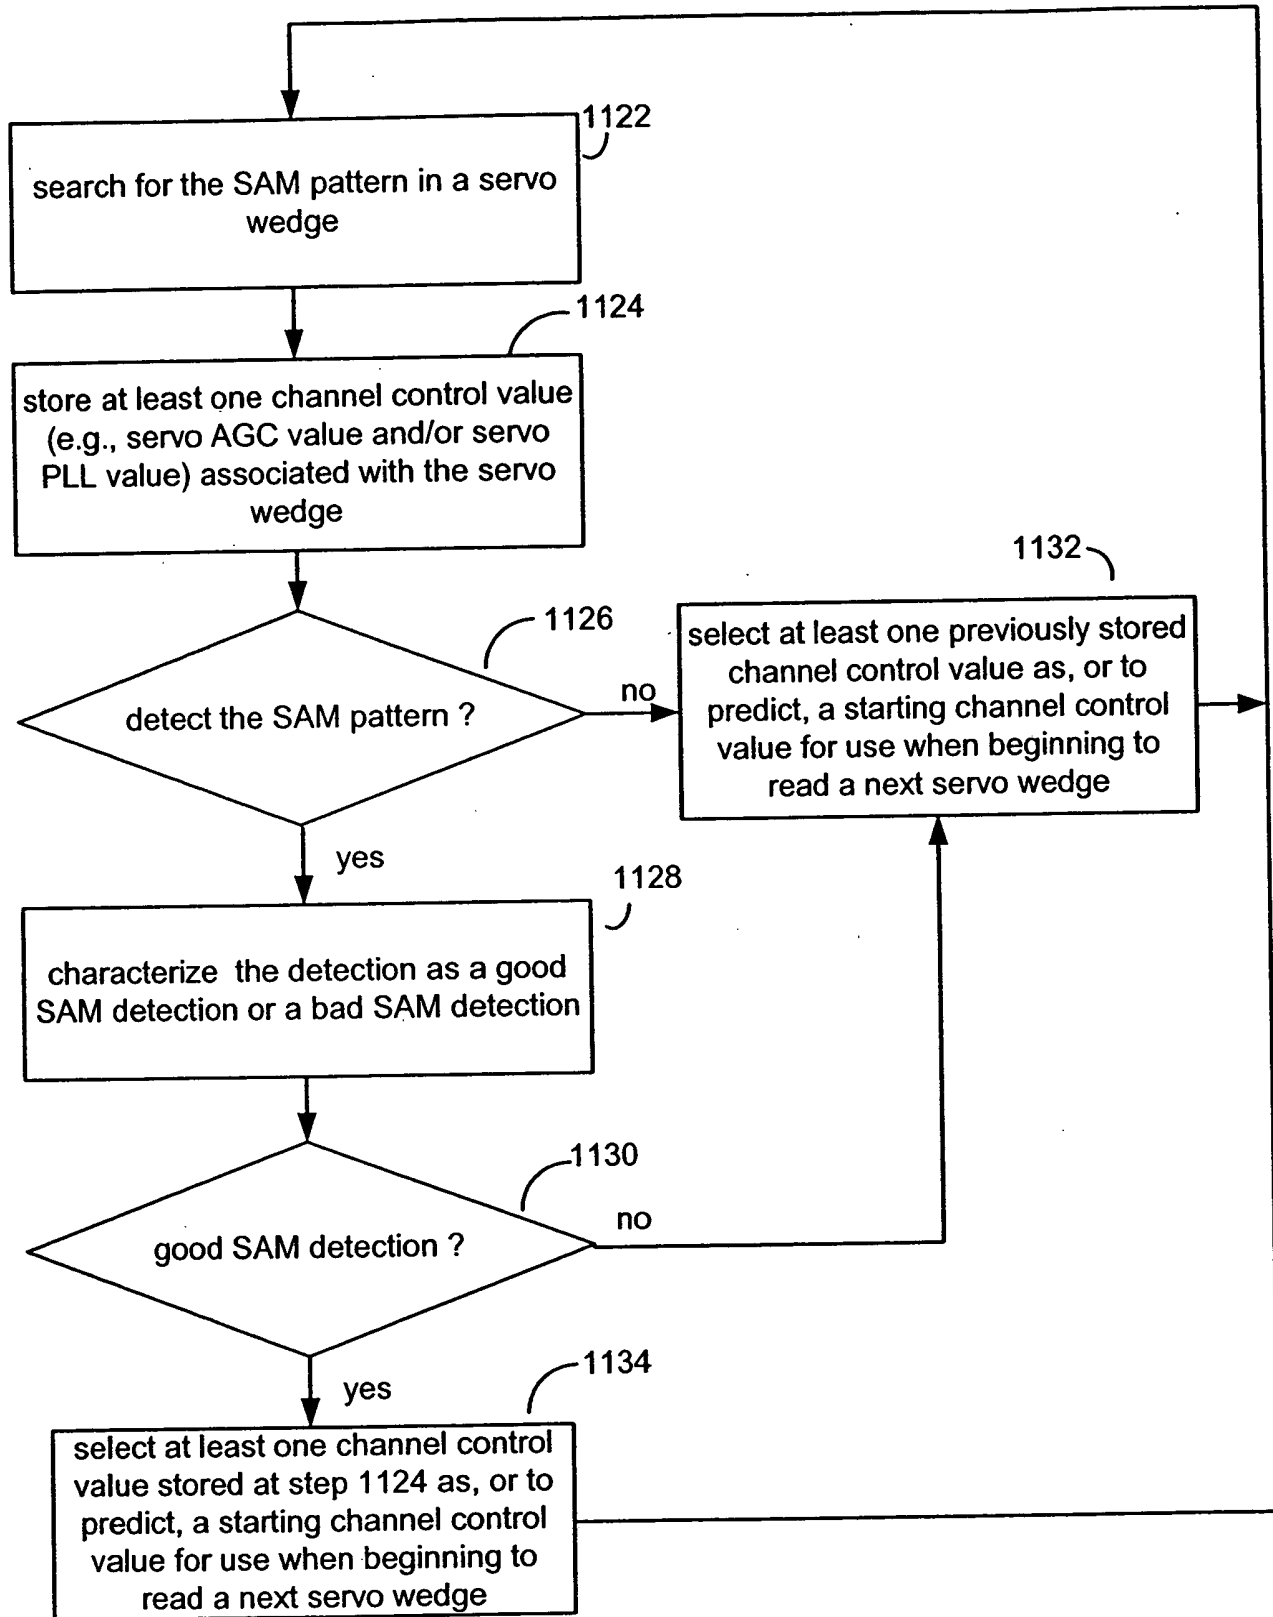 1122
search for the SAM pattern in a servo
wedge
1124
store at least one channel control value
(e.g., servo AGC value and/or servo
PLL value) associated with the servo
wedge
1126
detect the SAM pattern ?
no
yes
1132
select at least one previously stored
channel control value as, or to
predict, a starting channel control
value for use when beginning to
read a next servo wedge
1128
characterize the detection as a good
SAM detection or a bad SAM detection
1130
good SAM detection ?
no
yes
1134
select at least one channel control
value stored at step 1124 as, or to
predict, a starting channel control
value for use when beginning to
read a next servo wedge